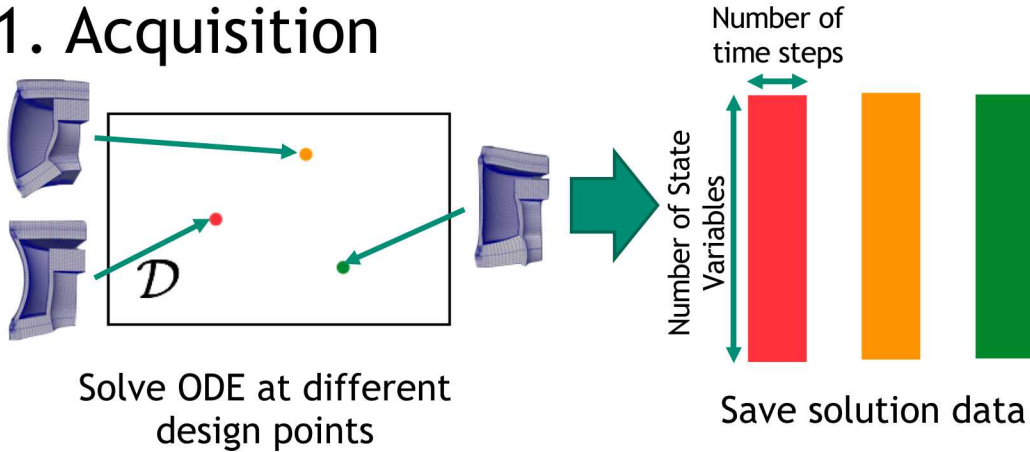 1. Acquisition
𝒟
Solve ODE at different
design points
Number of
time steps
Number of State
Variables
Save solution data